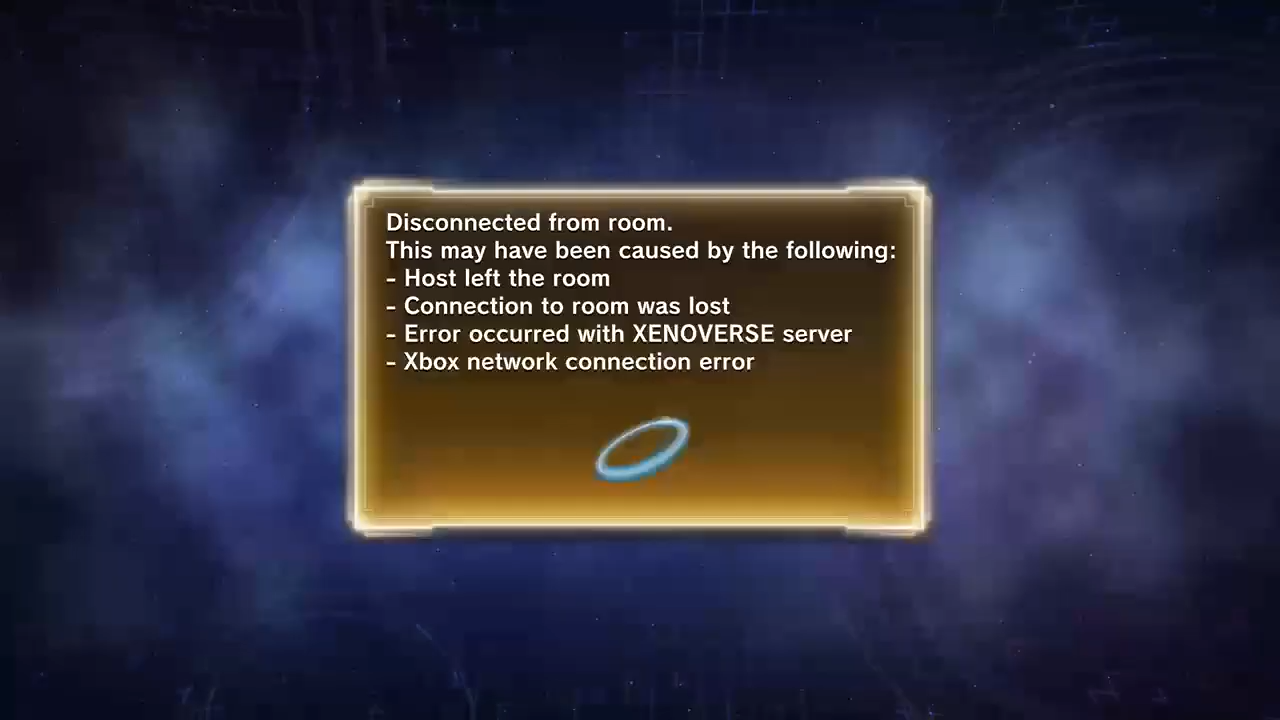 Disconnected from room.
This may have been caused by the following:
- Host left the room
- Connection to room was lost
- Error occurred with XENOVERSE server
- Xbox network connection error